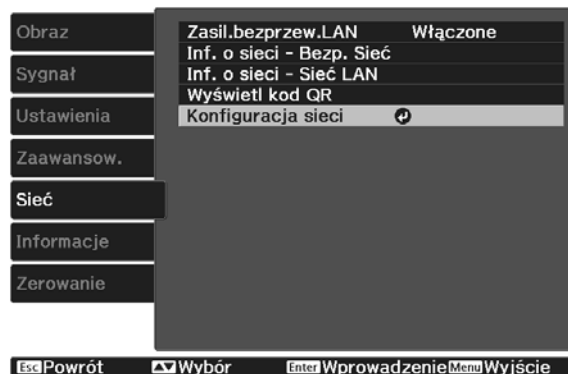 Obraz
Sygnał
Ustawienia
Zaawansow.
Sieć
Informacje
Zerowanie
Zasil.bezprzew.LAN Włączone
Inf. o sieci - Bezp. Sieć
Inf. o sieci - Sieć LAN
Wyświetl kod QR
Konfiguracja sieci
Esc Powrót Wybór Enter Wprowadzenie Menu Wyjście